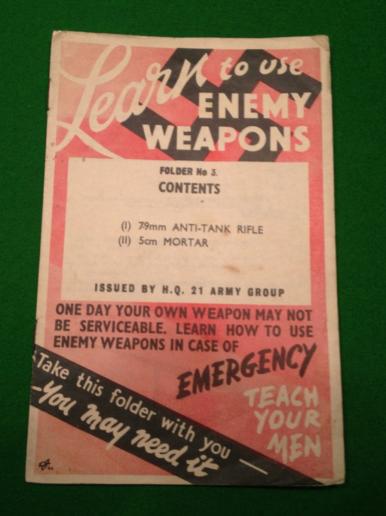 Learn to use
ENEMY
WEAPONS
FOLDER No 3.
CONTENTS
(I) 79mm ANTI-TANK RIFLE
(II) 5cm MORTAR
ISSUED BY H.Q. 21 ARMY GROUP
ONE DAY YOUR OWN WEAPON MAY NOT
BE SERVICEABLE. LEARN HOW TO USE
ENEMY WEAPONS IN CASE OF
EMERGENCY
TEACH
YOUR
MEN
Take this folder with you —
—You may need it